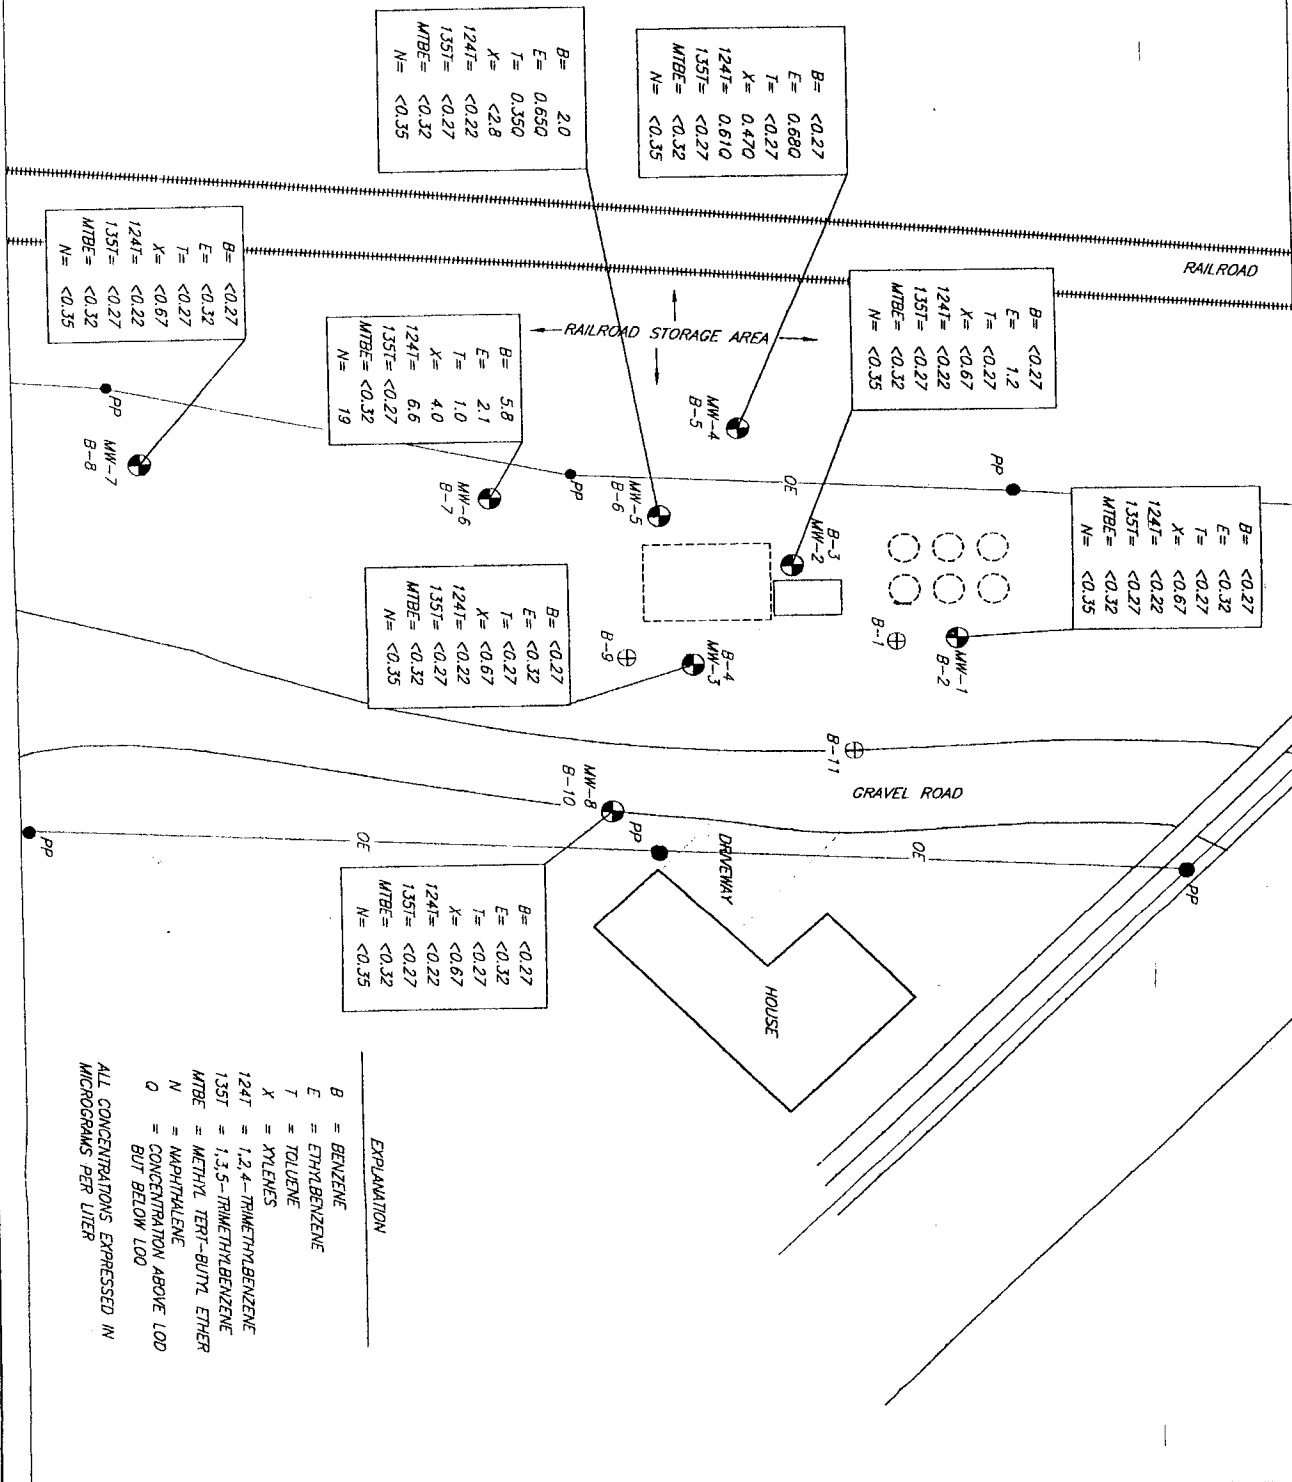 B= 2.0
E= 0.65Q
T= 0.35Q
X= <2.8
124T= <0.22
135T= <0.27
MTBE= <0.32
N= <0.35
B= <0.27
E= 0.68Q
T= <0.27
X= 0.47Q
124T= 0.61Q
135T= <0.27
MTBE= <0.32
N= <0.35
RAILROAD
B= <0.27
E= <0.32
T= <0.27
X= <0.67
124T= <0.22
135T= <0.27
MTBE= <0.32
N= <0.35
B= <0.27
E= 1.2
T= <0.27
X= <0.67
124T= <0.22
135T= <0.27
MTBE= <0.32
N= <0.35
RAILROAD STORAGE AREA
B= 5.8
E= 2.1
T= 1.0
X= 4.0
124T= 6.6
135T= <0.27
MTBE= <0.32
N= 19
PP
MW-7
B-8
MW-4
B-5
MW-6
B-7
PP
MW-5
B-6
OE
PP
B-3
MW-2
B= <0.27
E= <0.32
T= <0.27
X= <0.67
124T= <0.22
135T= <0.27
MTBE= <0.32
N= <0.35
B= <0.27
E= <0.32
T= <0.27
X= <0.67
124T= <0.22
135T= <0.27
MTBE= <0.32
N= <0.35
B-9
B-4
MW-3
B-1
MW-1
B-2
B-11
GRAVEL ROAD
MW-8
B-10
PP
OE
PP
DRIVEWAY
OE
PP
HOUSE
B= <0.27
E= <0.32
T= <0.27
X= <0.67
124T= <0.22
135T= <0.27
MTBE= <0.32
N= <0.35
EXPLANATION
B = BENZENE
E = ETHYLBENZENE
T = TOLUENE
X = XYLENES
124T = 1,2,4-TRIMETHYLBENZENE
135T = 1,3,5-TRIMETHYLBENZENE
MTBE = METHYL TERT-BUTYL ETHER
N = NAPHTHALENE
Q = CONCENTRATION ABOVE LOD
BUT BELOW LOQ
ALL CONCENTRATIONS EXPRESSED IN
MICROGRAMS PER LITER